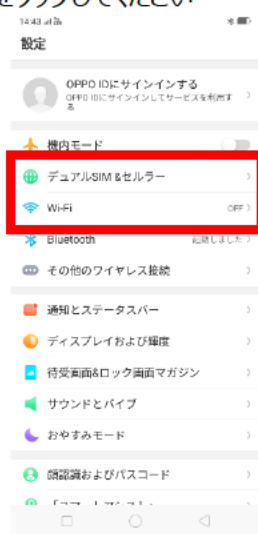 をタップしてください
14:43
設定
OPPO IDにサインインする
OPPO IDにサインインしてサービスを利用す
る
機内モード
デュアルSIM &セルラー
Wi-Fi OFF
Bluetooth 起動しました
その他のワイヤレス接続
通知とステータスバー
ディスプレイおよび輝度
待受画面&ロック画面マガジン
サウンドとバイブ
おやすみモード
顔認識およびパスコード